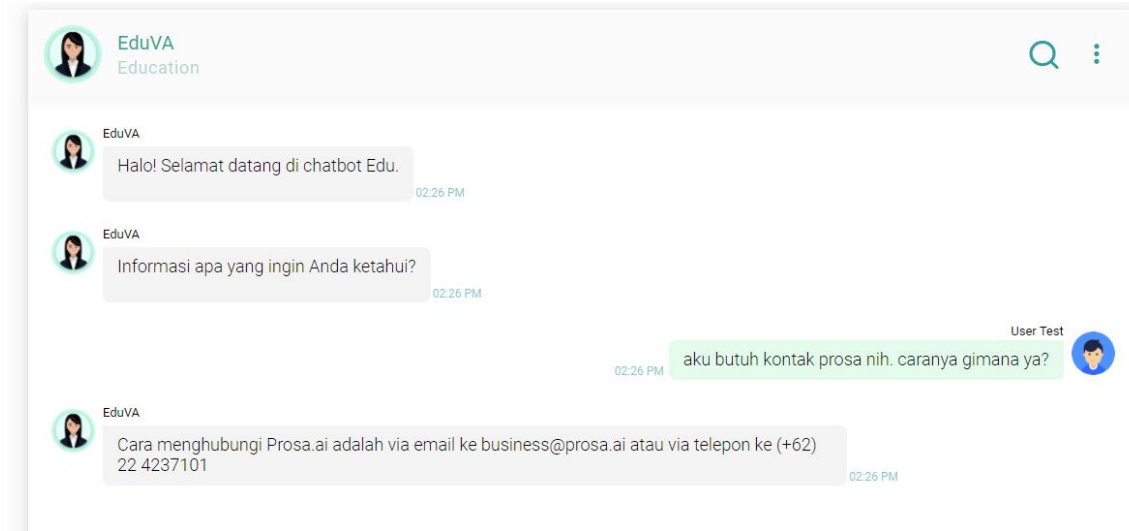 EduVA
Education
EduVA
Halo! Selamat datang di chatbot Edu.
02:26 PM
EduVA
Informasi apa yang ingin Anda ketahui?
02:26 PM
User Test
aku butuh kontak prosa nih. caranya gimana ya?
02:26 PM
EduVA
Cara menghubungi Prosa.ai adalah via email ke business@prosa.ai atau via telepon ke (+62)
22 4237101
02:26 PM